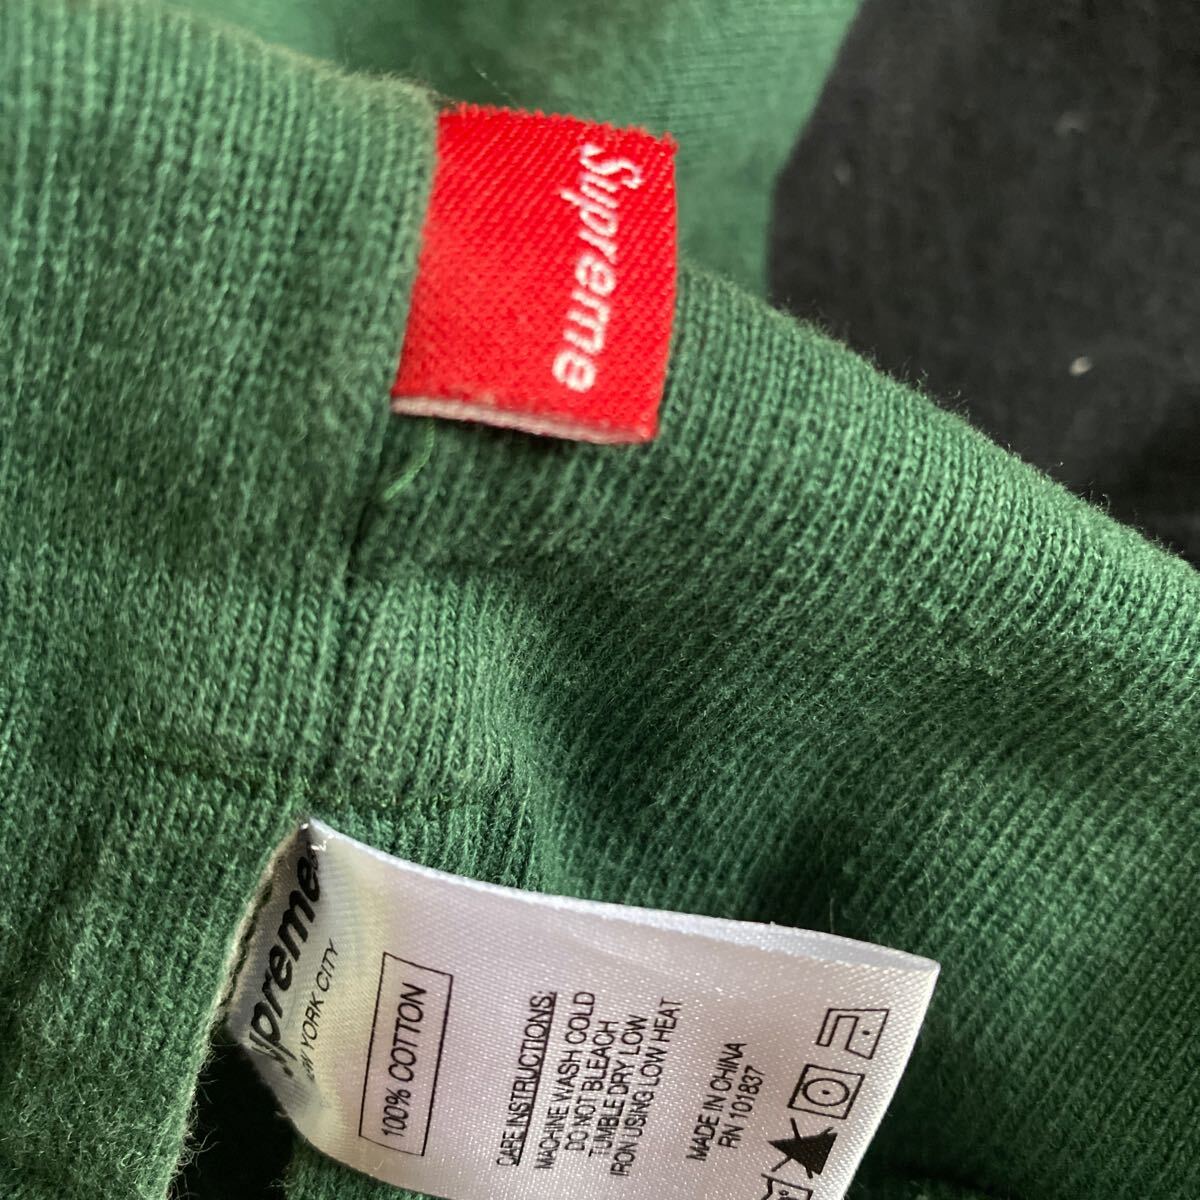 Supreme
100% COTTON
CARE INSTRUCTIONS:
MACHINE WASH COLD
DO NOT BLEACH
TUMBLE DRY LOW
IRON USING LOW HEAT
MADE IN CHINA
RN 101837
YORK CITY